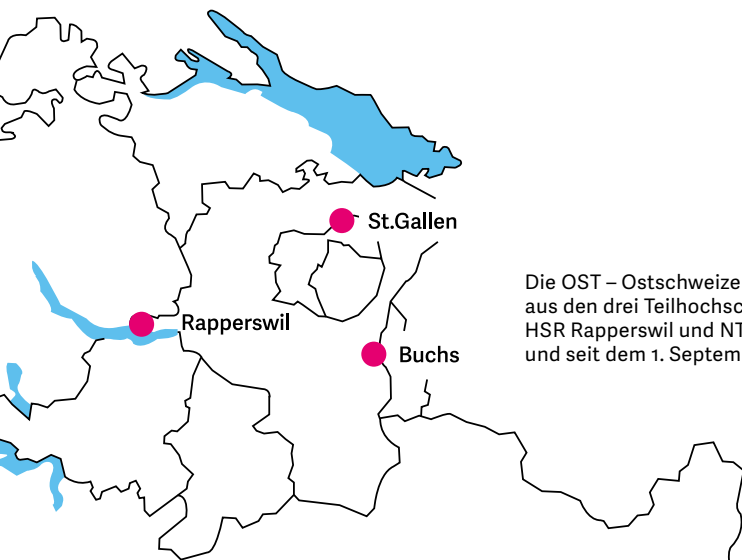 St.Gallen
Rapperswil
Buchs
Die OST – Ostschweize
aus den drei Teilhochsc
HSR Rapperswil und NT
und seit dem 1. Septem